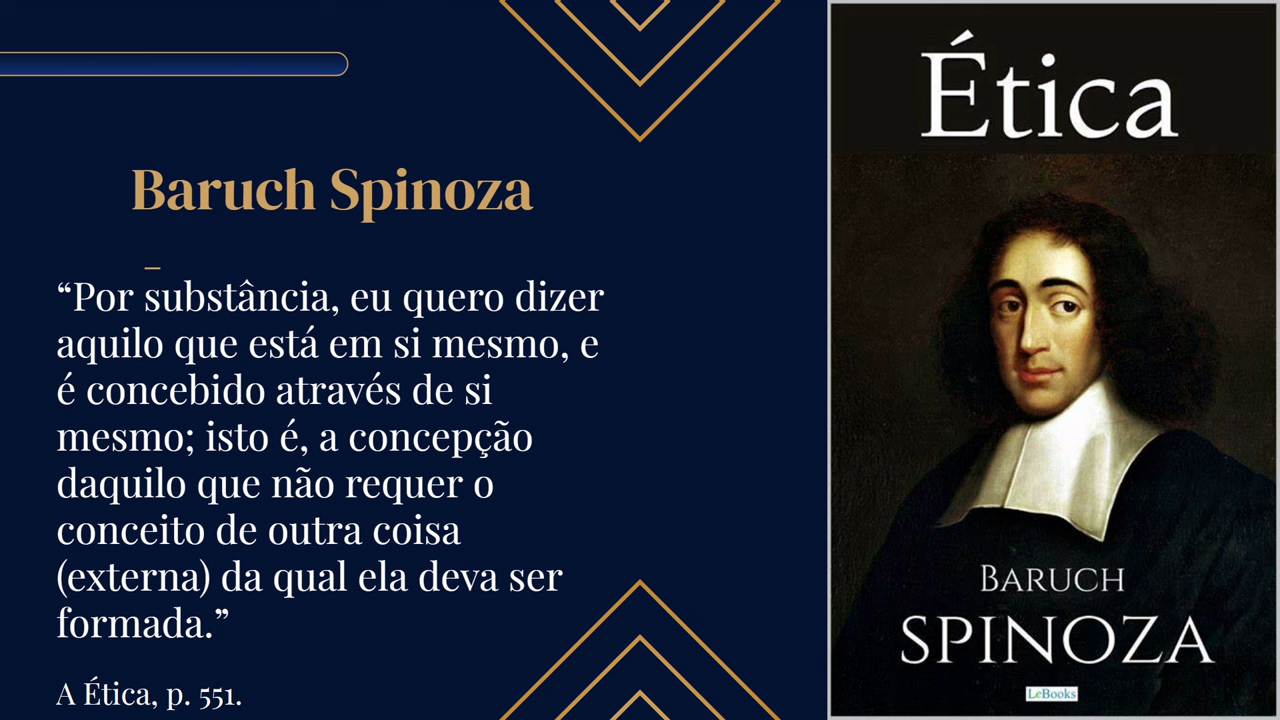 Baruch Spinoza
“Por substância, eu quero dizer
aquilo que está em si mesmo, e
é concebido através de si
mesmo; isto é, a concepção
daquilo que não requer o
conceito de outra coisa
(externa) da qual ela deva ser
formada.”
A Ética, p. 551.
Ética
BARUCH
SPINOZA
LeBooks